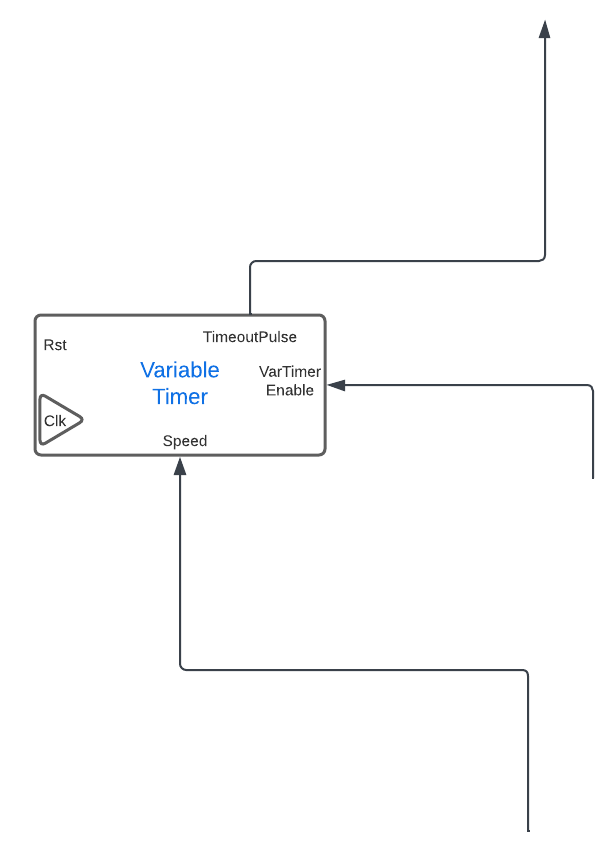 TimeoutPulse
Rst
Variable
Timer
VarTimer
Enable
Clk
Speed